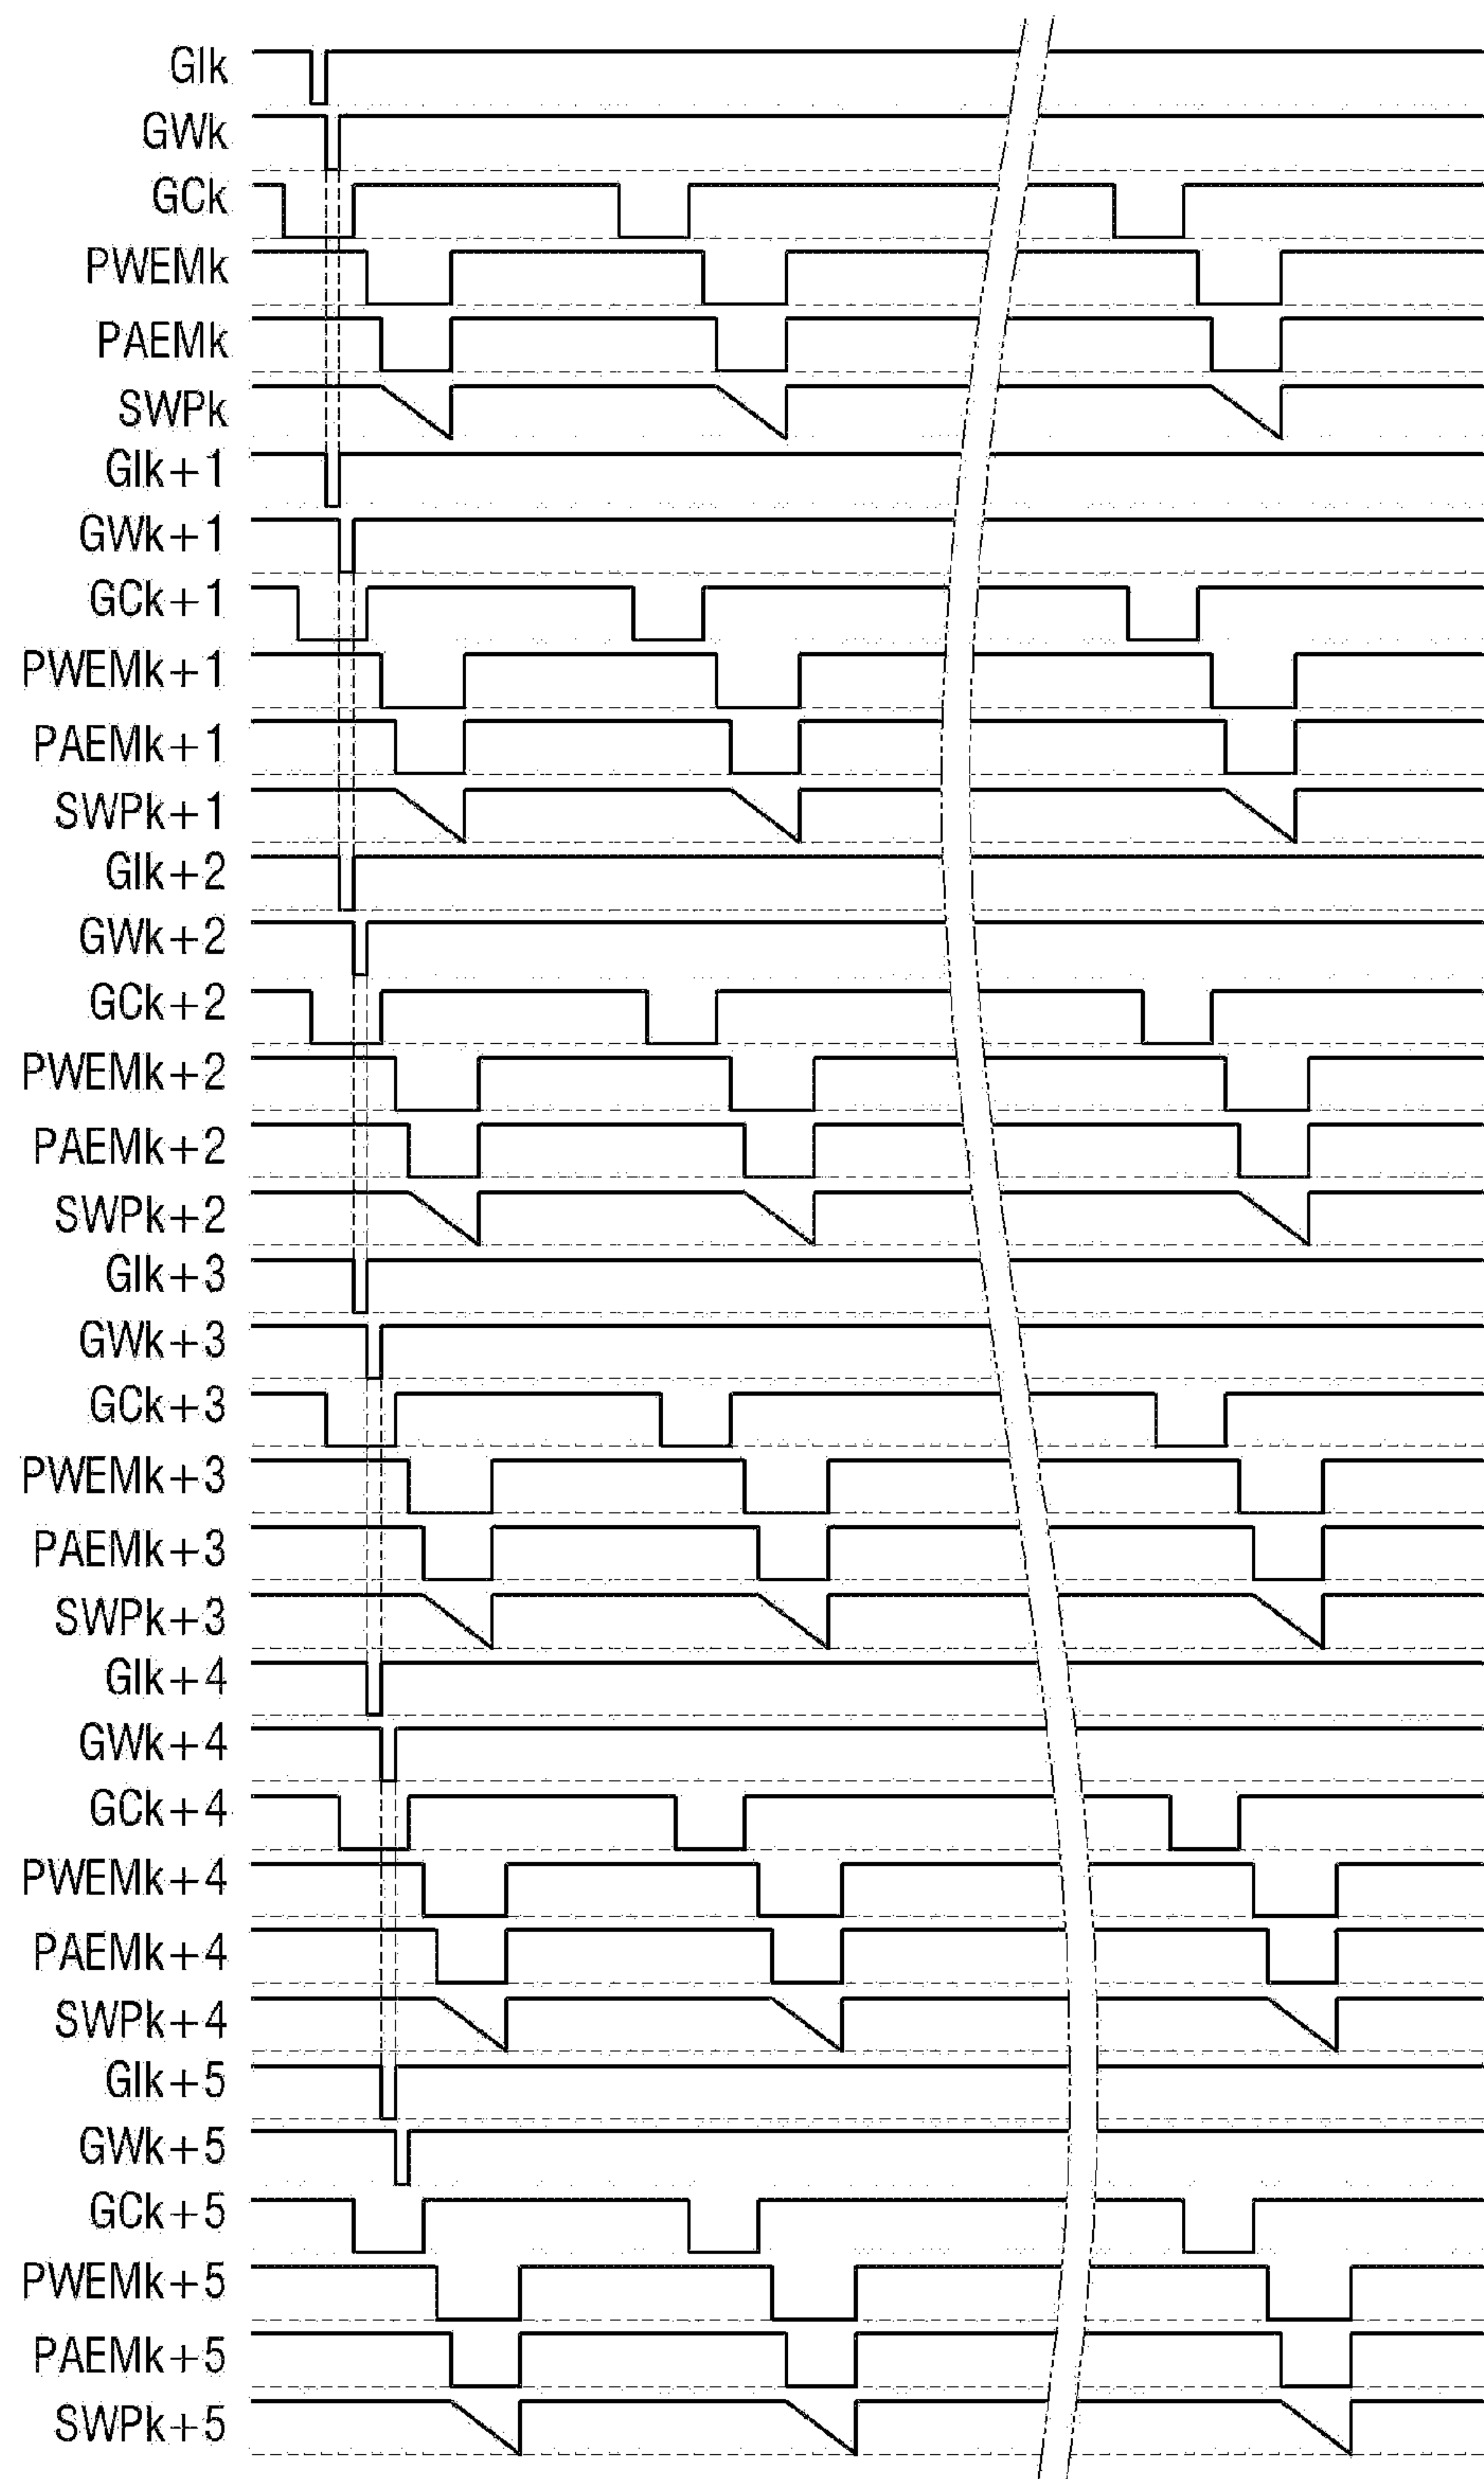 GIk
GWk
GCk
PWEMk
PAEMk
SWPk
GIk+1
GWk+1
GCk+1
PWEMk+1
PAEMk+1
SWPk+1
GIk+2
GWk+2
GCk+2
PWEMk+2
PAEMk+2
SWPk+2
GIk+3
GWk+3
GCk+3
PWEMk+3
PAEMk+3
SWPk+3
GIk+4
GWk+4
GCk+4
PWEMk+4
PAEMk+4
SWPk+4
GIk+5
GWk+5
GCk+5
PWEMk+5
PAEMk+5
SWPk+5